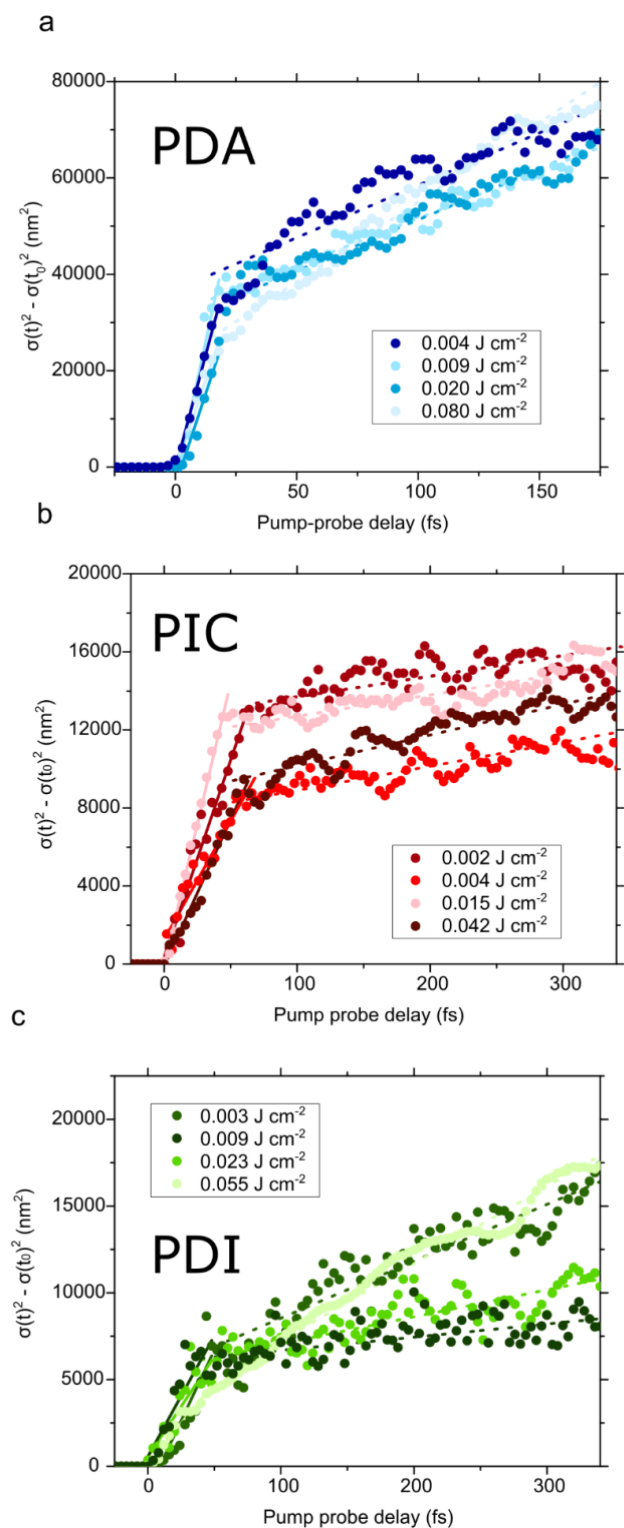 a
80000
60000
40000
20000
0
σ(t)² - σ(t₀)² (nm²)
PDA
0.004 J cm⁻²
0.009 J cm⁻²
0.020 J cm⁻²
0.080 J cm⁻²
0 50 100 150
Pump-probe delay (fs)
b
20000
16000
12000
8000
4000
0
σ(t)² - σ(t₀)² (nm²)
PIC
0.002 J cm⁻²
0.004 J cm⁻²
0.015 J cm⁻²
0.042 J cm⁻²
0 100 200 300
Pump probe delay (fs)
c
20000
15000
10000
5000
0
σ(t)² - σ(t₀)² (nm²)
0.003 J cm⁻²
0.009 J cm⁻²
0.023 J cm⁻²
0.055 J cm⁻²
PDI
0 100 200 300
Pump-probe delay (fs)